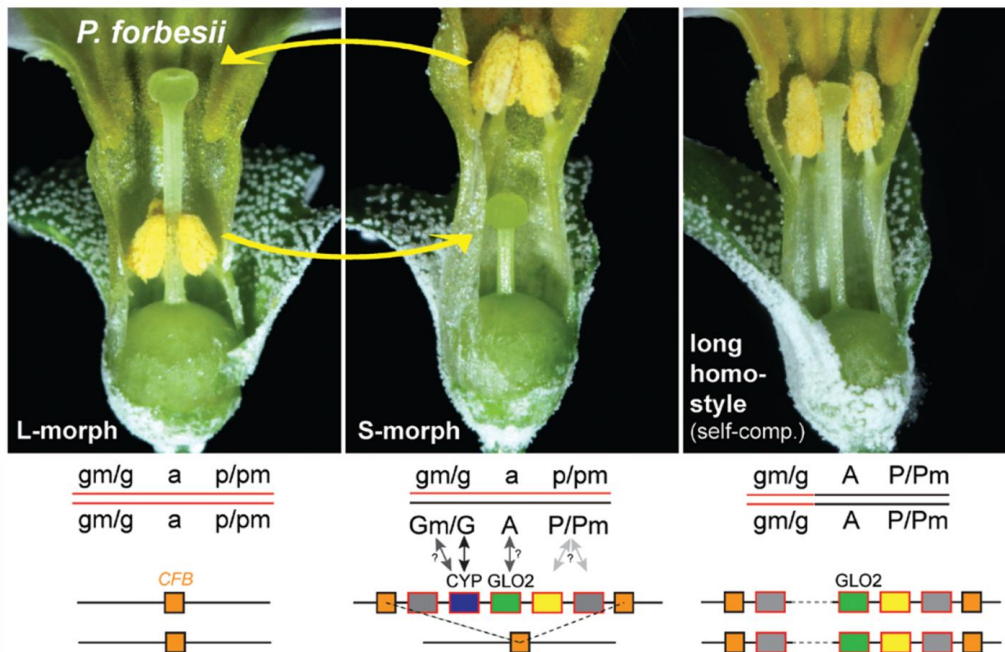 P. forbesii
L-morph
S-morph
long
homo-
style
(self-comp.)
gm/g a p/pm
gm/g a p/pm
CFB
gm/g a p/pm
Gm/G A P/Pm
? ? ?
CYP GLO2
gm/g A P/Pm
gm/g A P/Pm
GLO2